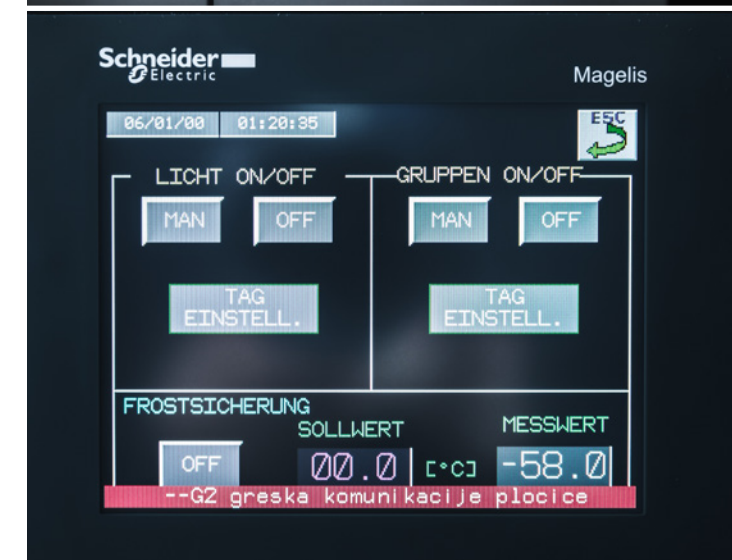 Schneider
Electric
Magelis
06/01/00 01:20:35 ESC
LICHT ON/OFF GRUPPEN ON/OFF
MAN OFF MAN OFF
TAG EINSTELL. TAG EINSTELL.
FROSTSICHERUNG
SOLLWERT MESSWERT
OFF 00.0 [°C] -58.0
--G2 greska komunikacije plocice